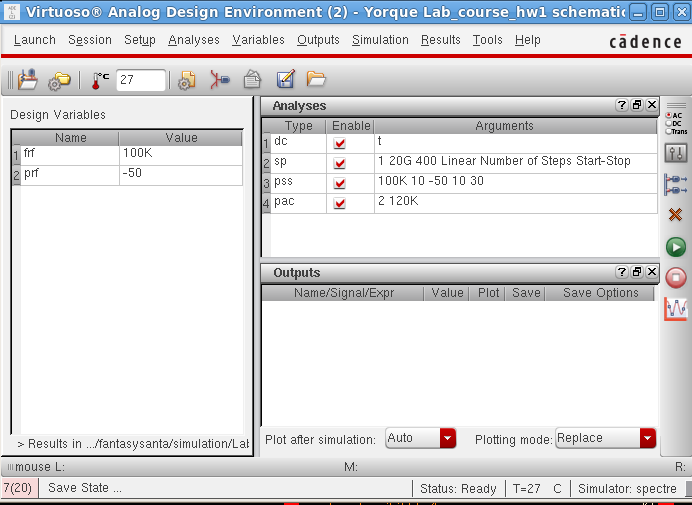 Virtuoso® Analog Design Environment (2) - Yorque Lab_course_hw1 schematic
Launch Session Setup Analyses Variables Outputs Simulation Results Tools Help
cādence
°C 27
Design Variables
Name Value
1 frf 100K
2 prf -50
> Results in .../fantasysanta/simulation/Lab
Analyses
Type Enable Arguments
1 dc t
2 sp 1 20G 400 Linear Number of Steps Start-Stop
3 pss 100K 10 -50 10 30
4 pac 2 120K
Outputs
Name/Signal/Expr Value Plot Save Save Options
Plot after simulation: Auto Plotting mode: Replace
AC
DC
Trans
mouse L: M: R:
7(20) Save State ... Status: Ready T=27 C Simulator: spectre